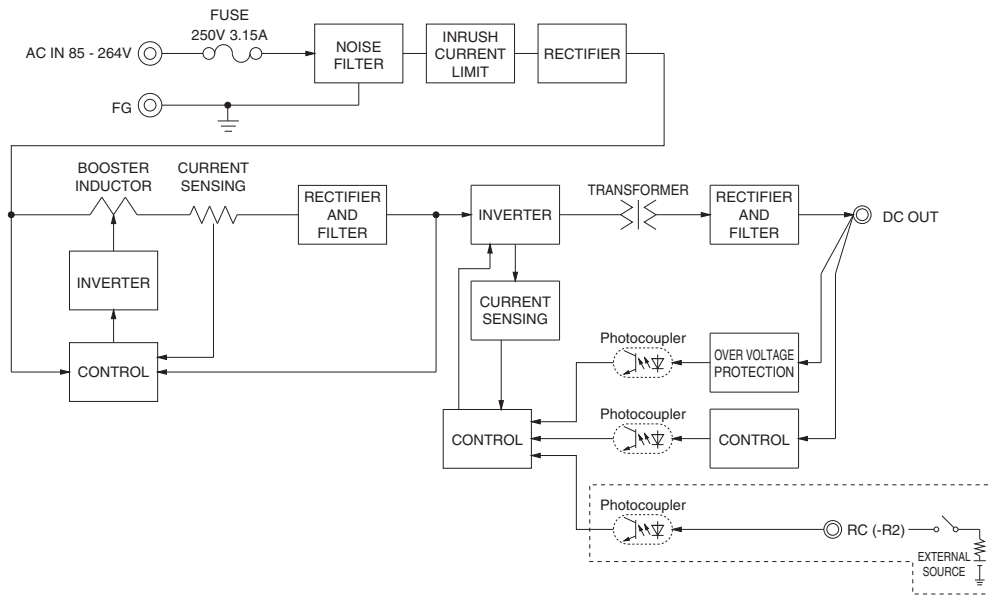 FUSE
250V 3.15A
AC IN 85 - 264V
NOISE
FILTER
INRUSH
CURRENT
LIMIT
RECTIFIER
FG
BOOSTER
INDUCTOR
CURRENT
SENSING
RECTIFIER
AND
FILTER
INVERTER
TRANSFORMER
RECTIFIER
AND
FILTER
DC OUT
INVERTER
CURRENT
SENSING
CONTROL
Photocoupler
OVER VOLTAGE
PROTECTION
CONTROL
Photocoupler
CONTROL
Photocoupler
RC (-R2)
EXTERNAL
SOURCE